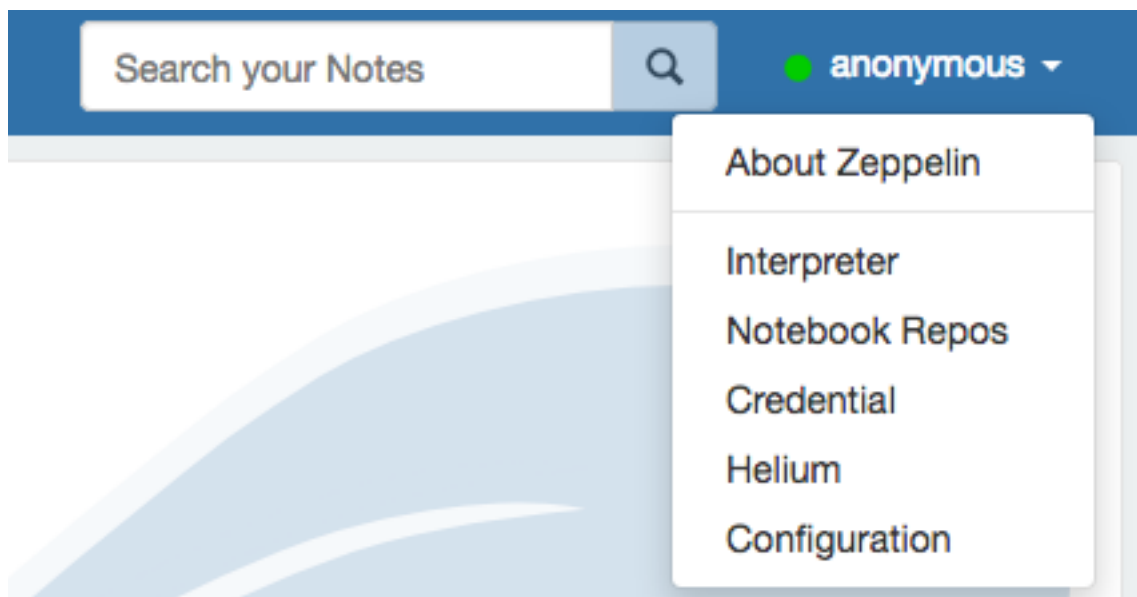 Search your Notes
anonymous
About Zeppelin
Interpreter
Notebook Repos
Credential
Helium
Configuration